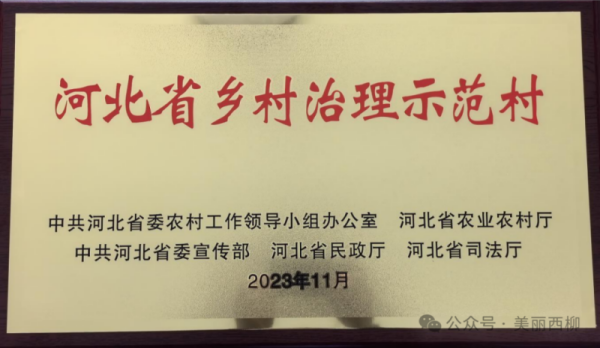 河北省乡村治理示范村
中共河北省委农村工作领导小组办公室 河北省农业农村厅
中共河北省委宣传部 河北省民政厅 河北省司法厅
2023年11月
公众号·美丽西柳